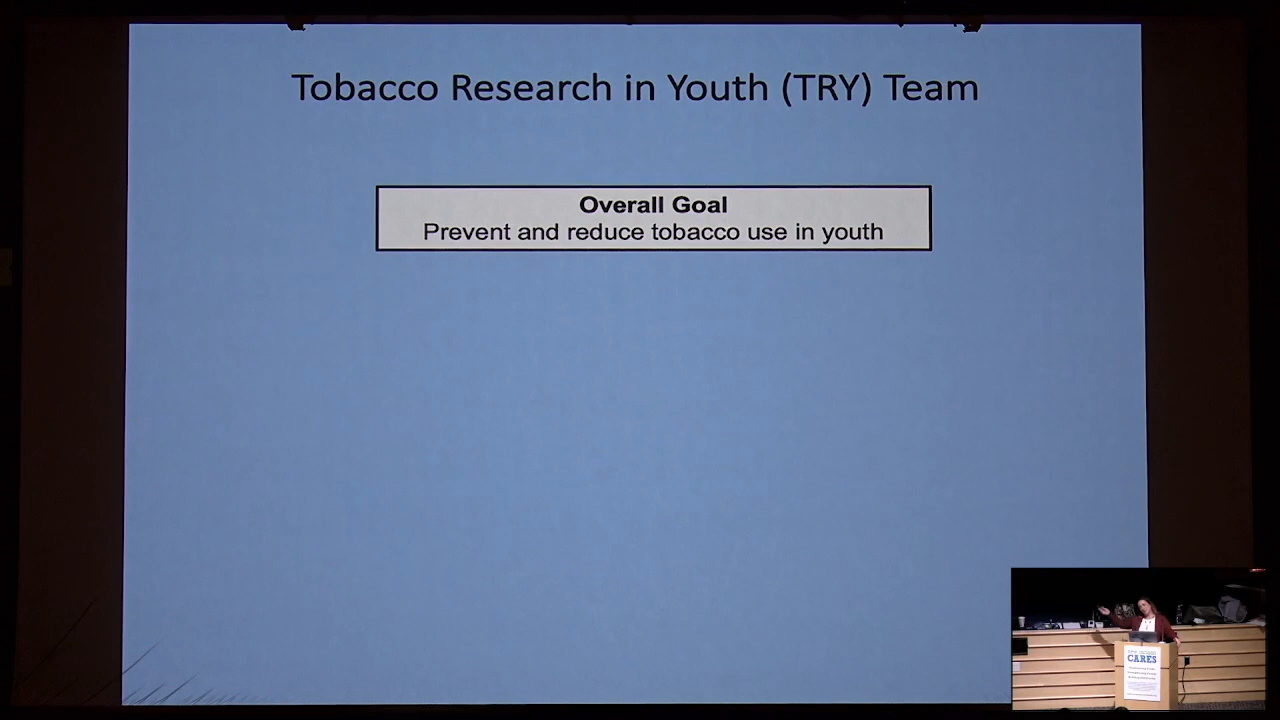 Tobacco Research in Youth (TRY) Team
Overall Goal
Prevent and reduce tobacco use in youth
CARES